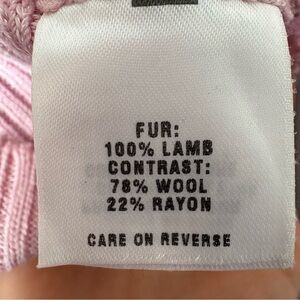 FUR:
100% LAMB
CONTRAST:
78% WOOL
22% RAYON
CARE ON REVERSE